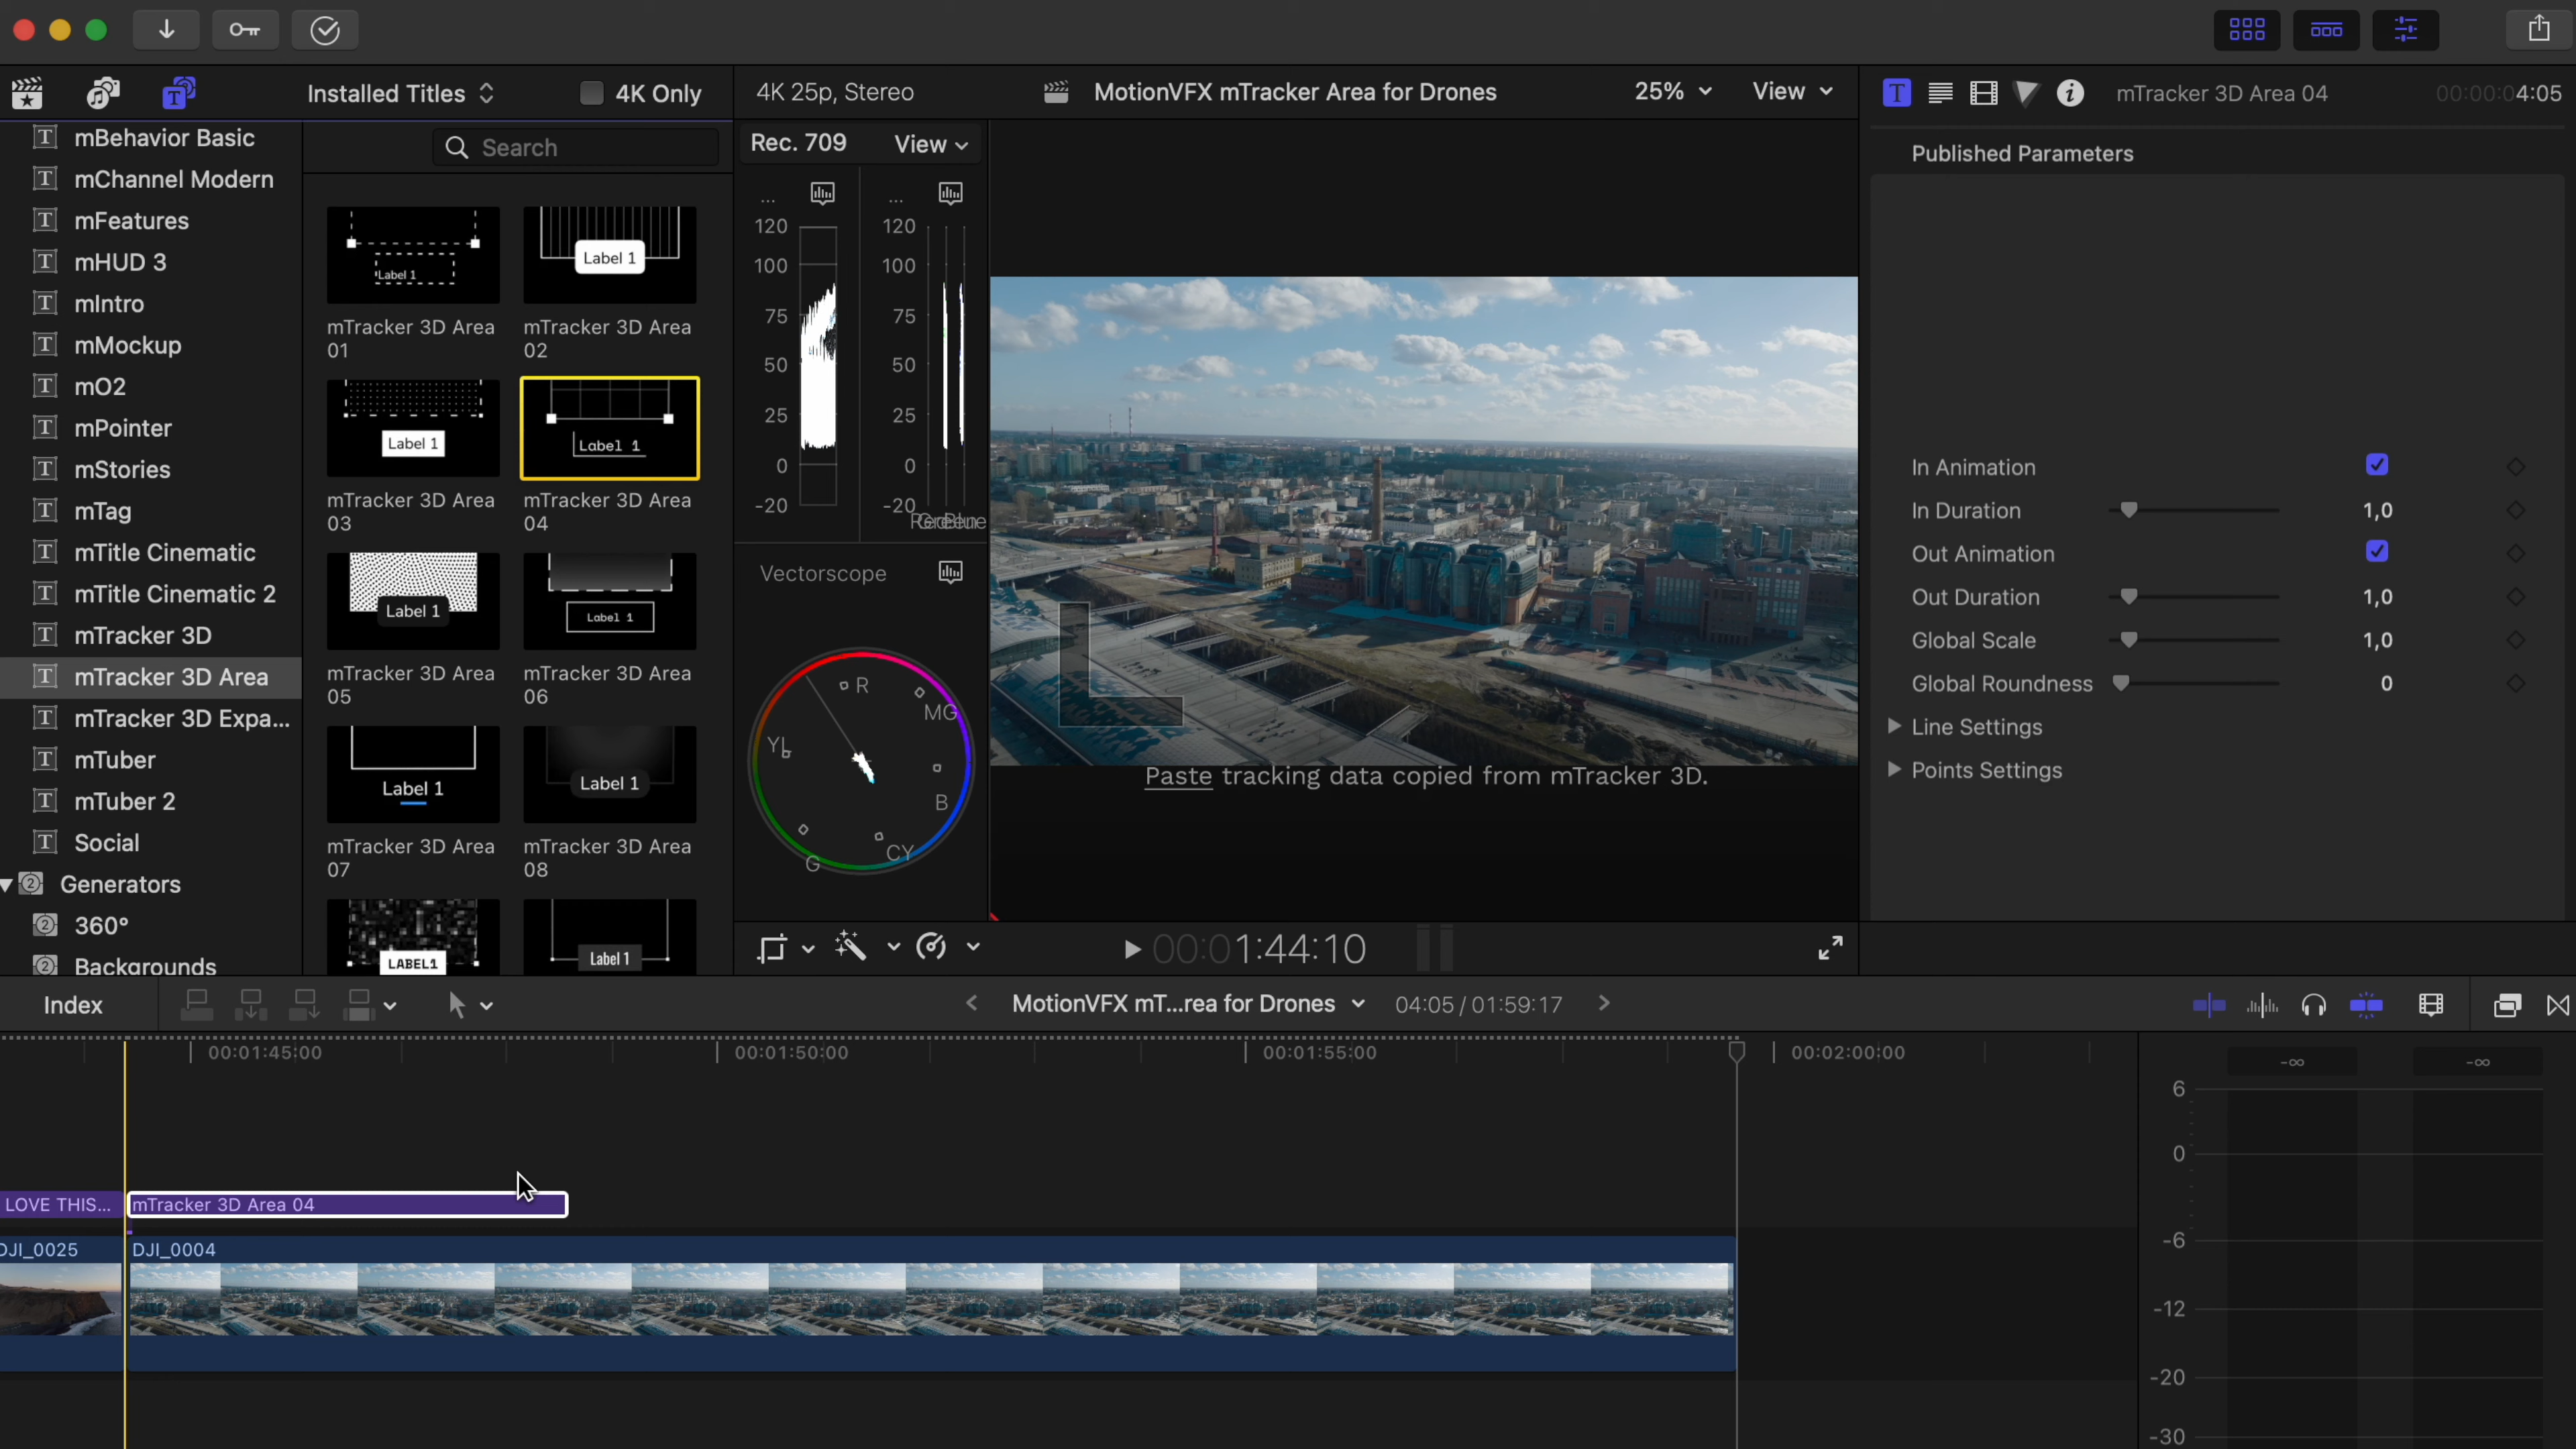 Installed Titles
4K Only
4K 25p, Stereo
MotionVFX mTracker Area for Drones
25%
View
mTracker 3D Area 04
00:00:04:05
mBehavior Basic
mChannel Modern
mFeatures
mHUD 3
mIntro
mMockup
mO2
mPointer
mStories
mTag
mTitle Cinematic
mTitle Cinematic 2
mTracker 3D
mTracker 3D Area
mTracker 3D Expa...
mTuber
mTuber 2
Social
Generators
360°
Backgrounds
Search
Label 1
Label 1
mTracker 3D Area
01
mTracker 3D Area
02
Label 1
Label 1
mTracker 3D Area
03
mTracker 3D Area
04
Label 1
Label 1
mTracker 3D Area
05
mTracker 3D Area
06
Label 1
Label 1
mTracker 3D Area
07
mTracker 3D Area
08
LABEL1
Label 1
Rec. 709
View
...
...
120
100
75
50
25
0
-20
120
100
75
50
25
0
-20
Red
Green
Blue
Vectorscope
R
MG
B
CY
G
YL
Paste tracking data copied from mTracker 3D.
00:01:44:10
Published Parameters
In Animation
In Duration 1,0
Out Animation
Out Duration 1,0
Global Scale 1,0
Global Roundness 0
Line Settings
Points Settings
Index
MotionVFX mT...rea for Drones
04:05 / 01:59:17
00:01:45:00
00:01:50:00
00:01:55:00
00:02:00:00
LOVE THIS...
mTracker 3D Area 04
DJI_0025
DJI_0004
-∞
-∞
6
0
-6
-12
-20
-30